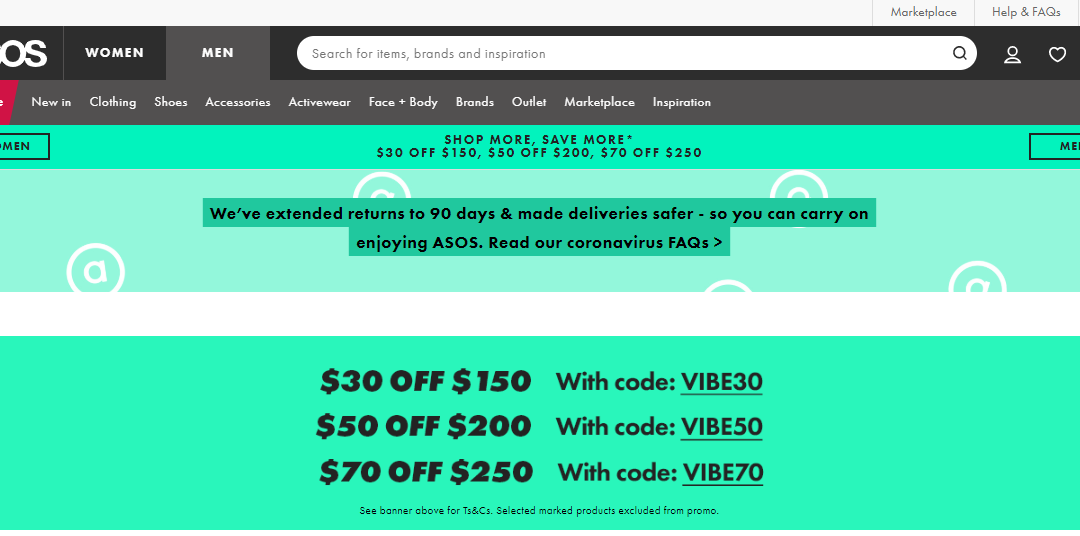 Marketplace
Help & FAQs
OS
WOMEN
MEN
Search for items, brands and inspiration
New in
Clothing
Shoes
Accessories
Activewear
Face + Body
Brands
Outlet
Marketplace
Inspiration
OMEN
SHOP MORE, SAVE MORE*
$30 OFF $150, $50 OFF $200, $70 OFF $250
ME
We've extended returns to 90 days & made deliveries safer - so you can carry on
enjoying ASOS. Read our coronavirus FAQs >
$30 OFF $150 With code: VIBE30
$50 OFF $200 With code: VIBE50
$70 OFF $250 With code: VIBE70
See banner above for Ts&Cs. Selected marked products excluded from promo.